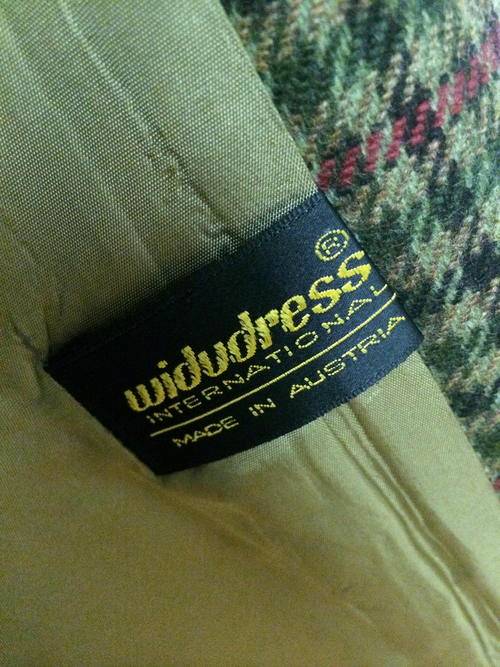 ®
widudress
INTERNATIONAL
MADE IN AUSTRIA